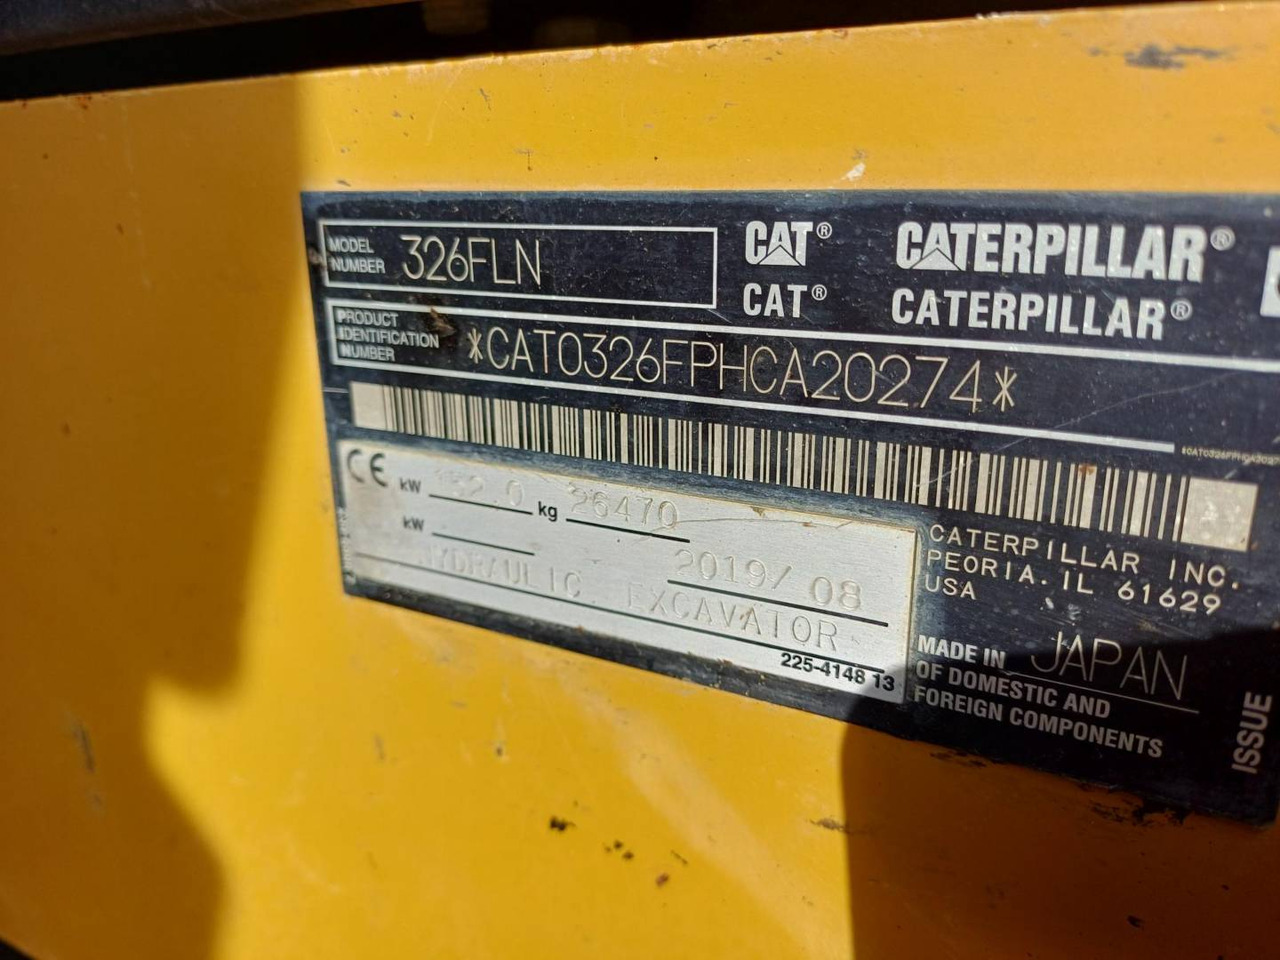 MODEL NUMBER 326FLN
CAT® CATERPILLAR®
CAT® CATERPILLAR®
PRODUCT IDENTIFICATION NUMBER *CAT0326FPHCA20274*
CE kW 152.0 kg 26470
kW 2019/08
HYDRAULIC EXCAVATOR
225-4148 13
CATERPILLAR INC.
PEORIA. IL 61629
USA
MADE IN JAPAN
OF DOMESTIC AND
FOREIGN COMPONENTS
ISSUE